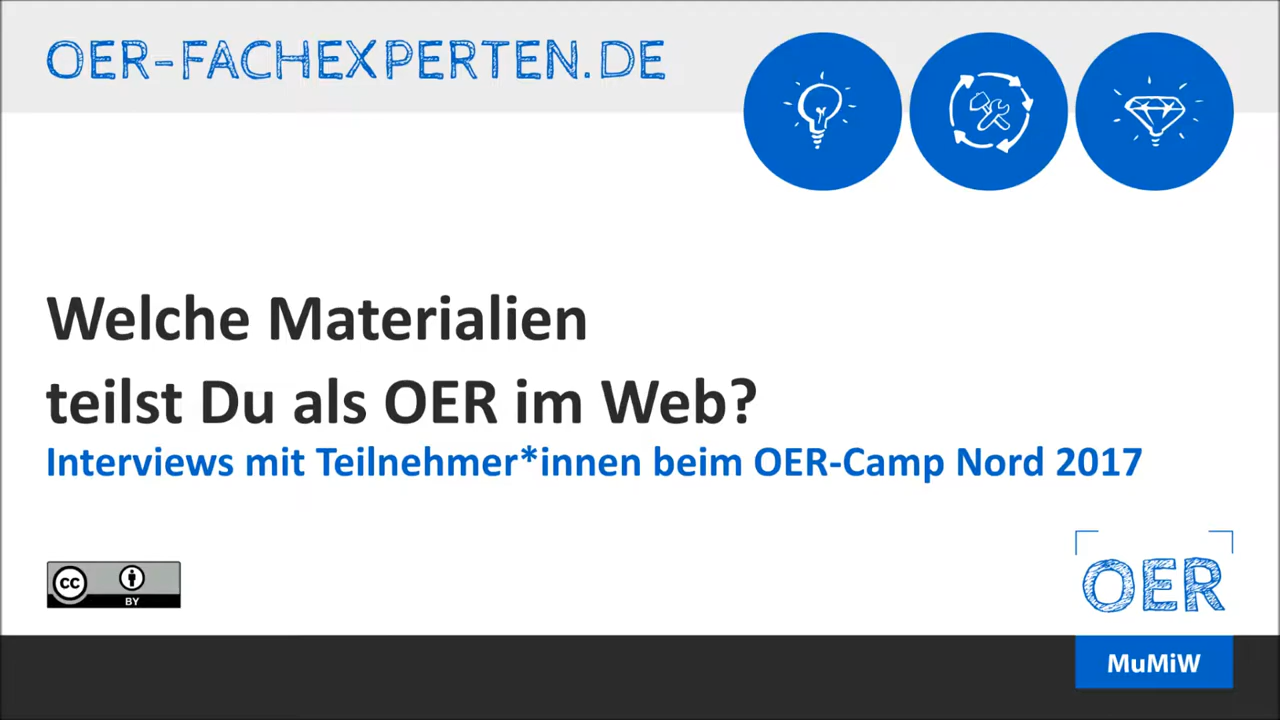 OER-FACHEXPERTEN.DE
Welche Materialien
teilst Du als OER im Web?
Interviews mit Teilnehmer*innen beim OER-Camp Nord 2017
cc
BY
OER
MuMiW